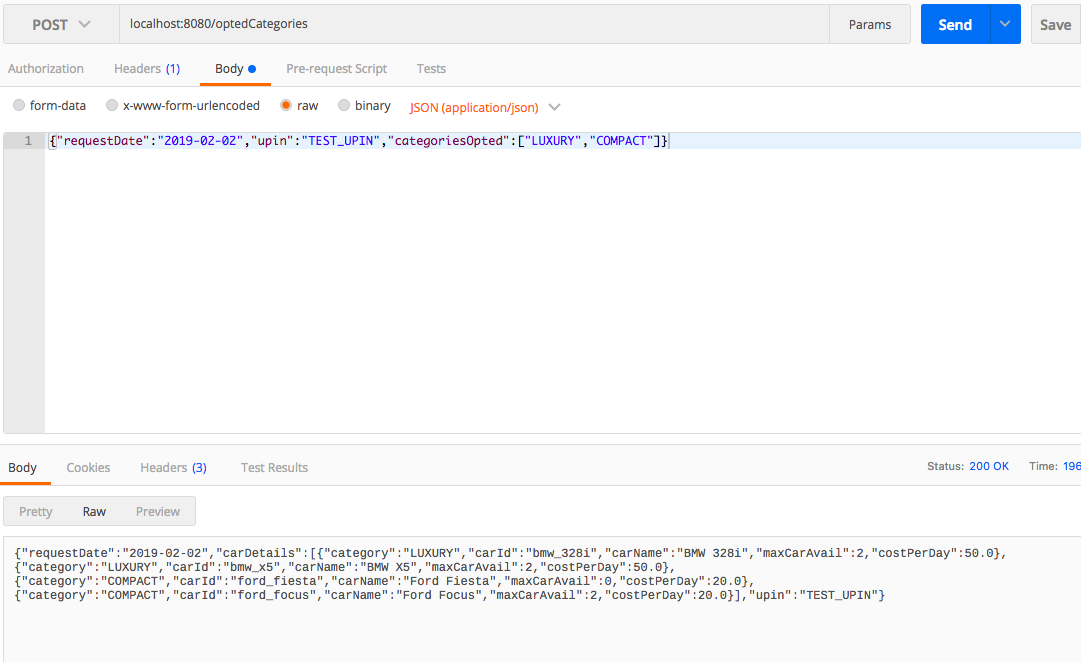 POST localhost:8080/optedCategories Params Send Save
Authorization Headers (1) Body Pre-request Script Tests
form-data x-www-form-urlencoded raw binary JSON (application/json)
1 {"requestDate":"2019-02-02","upin":"TEST_UPIN","categoriesOpted":["LUXURY","COMPACT"]}
Body Cookies Headers (3) Test Results Status: 200 OK Time: 196
Pretty Raw Preview
{"requestDate":"2019-02-02","carDetails":[{"category":"LUXURY","carId":"bmw_328i","carName":"BMW 328i","maxCarAvail":2,"costPerDay":50.0},
{"category":"LUXURY","carId":"bmw_x5","carName":"BMW X5","maxCarAvail":2,"costPerDay":50.0},
{"category":"COMPACT","carId":"ford_fiesta","carName":"Ford Fiesta","maxCarAvail":0,"costPerDay":20.0},
{"category":"COMPACT","carId":"ford_focus","carName":"Ford Focus","maxCarAvail":2,"costPerDay":20.0}],"upin":"TEST_UPIN"}